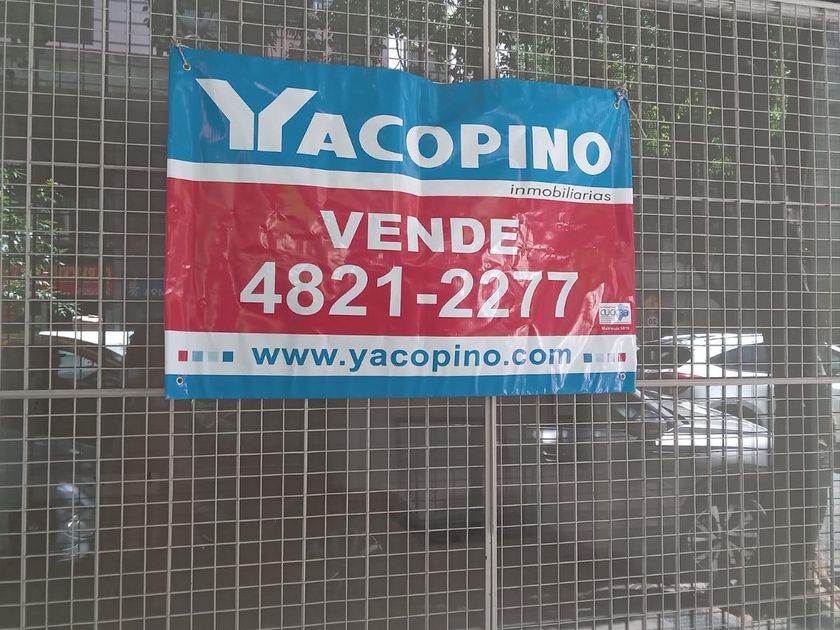 YACOPINO
inmobiliarias
VENDE
4821-2277
www.yacopino.com